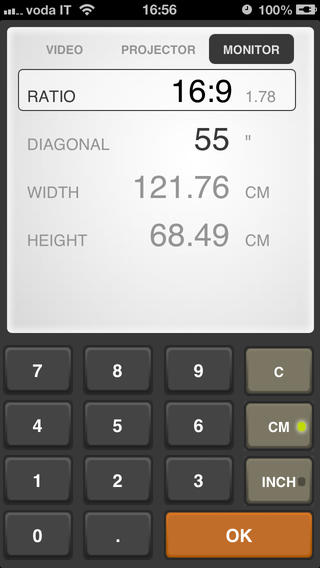 voda IT 16:56 100%
VIDEO PROJECTOR MONITOR
RATIO 16:9 1.78
DIAGONAL 55 "
WIDTH 121.76 CM
HEIGHT 68.49 CM
7 8 9 C
4 5 6 CM
1 2 3 INCH
0 . OK